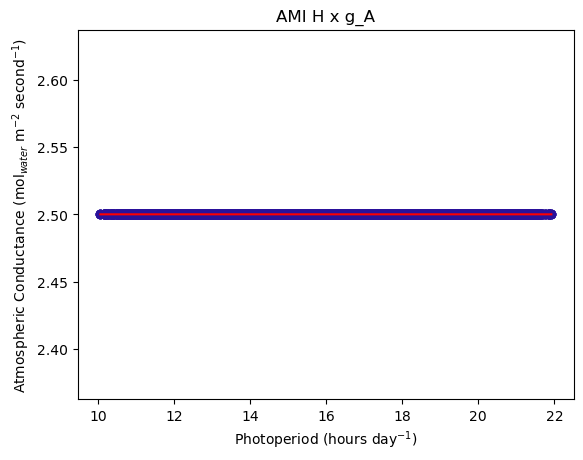 AMI H x g_A
Atmospheric Conductance (mol_water m⁻² second⁻¹)
2.60
2.55
2.50
2.45
2.40
10 12 14 16 18 20 22
Photoperiod (hours day⁻¹)